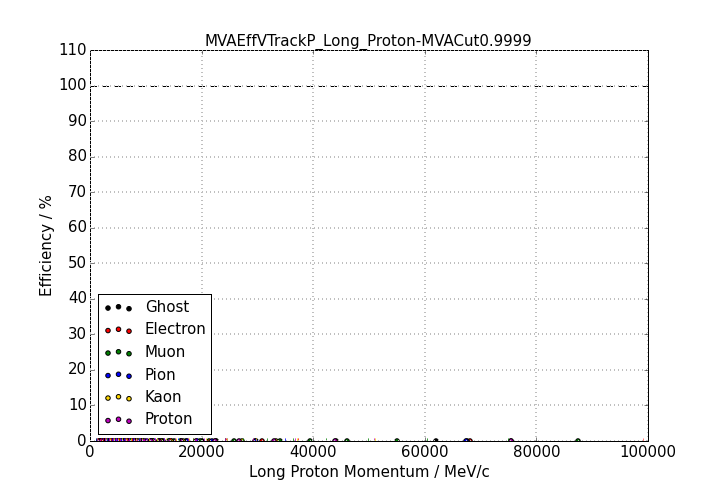 MVAEffVTrackP_Long_Proton-MVACut0.9999
110
100
90
80
70
60
50
40
30
20
10
0
Efficiency / %
Ghost
Electron
Muon
Pion
Kaon
Proton
0 20000 40000 60000 80000 100000
Long Proton Momentum / MeV/c